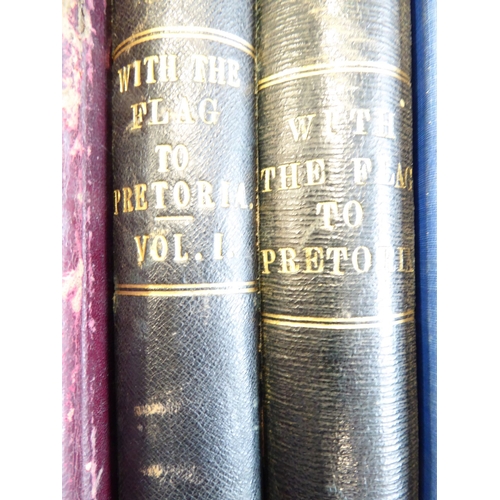 WITH THE
FLAG
TO
PRETORIA.
VOL. I.
WITH
THE FLAG
TO
PRETORIA